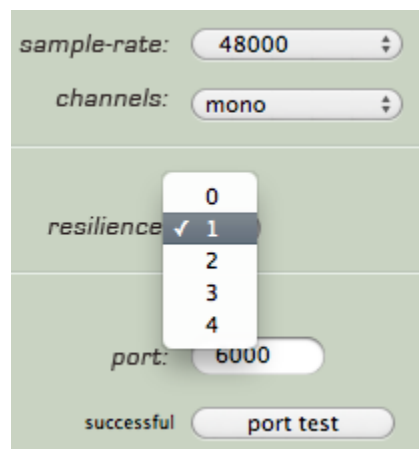 sample-rate: 48000
channels: mono
0
resilience ✓ 1
2
3
4
port: 6000
successful port test